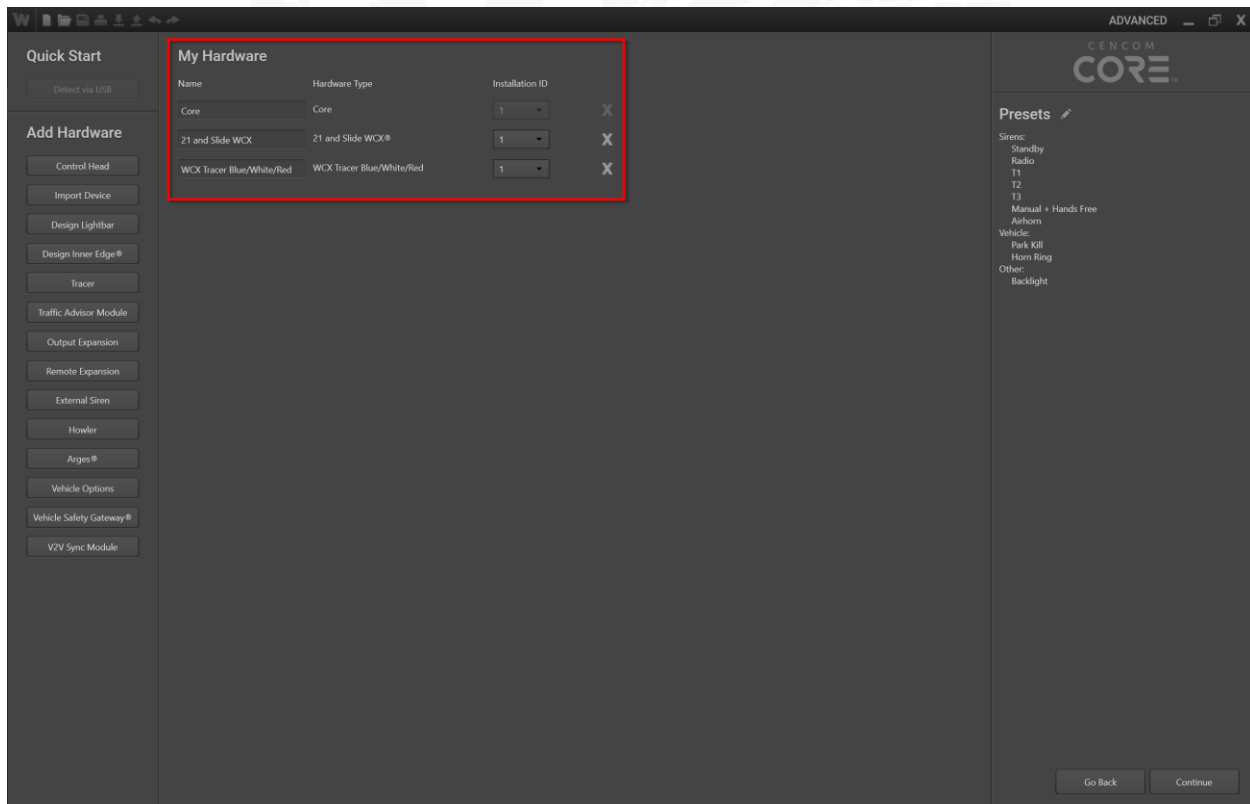 W
ADVANCED
X
Quick Start
Detect via USB
Add Hardware
Control Head
Import Device
Design Lightbar
Design Inner Edge®
Tracer
Traffic Advisor Module
Output Expansion
Remote Expansion
External Siren
Howler
Arges®
Vehicle Options
Vehicle Safety Gateway®
V2V Sync Module
My Hardware
Name Hardware Type Installation ID
Core Core 1 X
21 and Slide WCX 21 and Slide WCX® 1 X
WCX Tracer Blue/White/Red WCX Tracer Blue/White/Red 1 X
CENCOM
CORE™
Presets
Sirens:
Standby
Radio
T1
T2
T3
Manual + Hands Free
Airhorn
Vehicle:
Park Kill
Horn Ring
Other:
Backlight
Go Back Continue